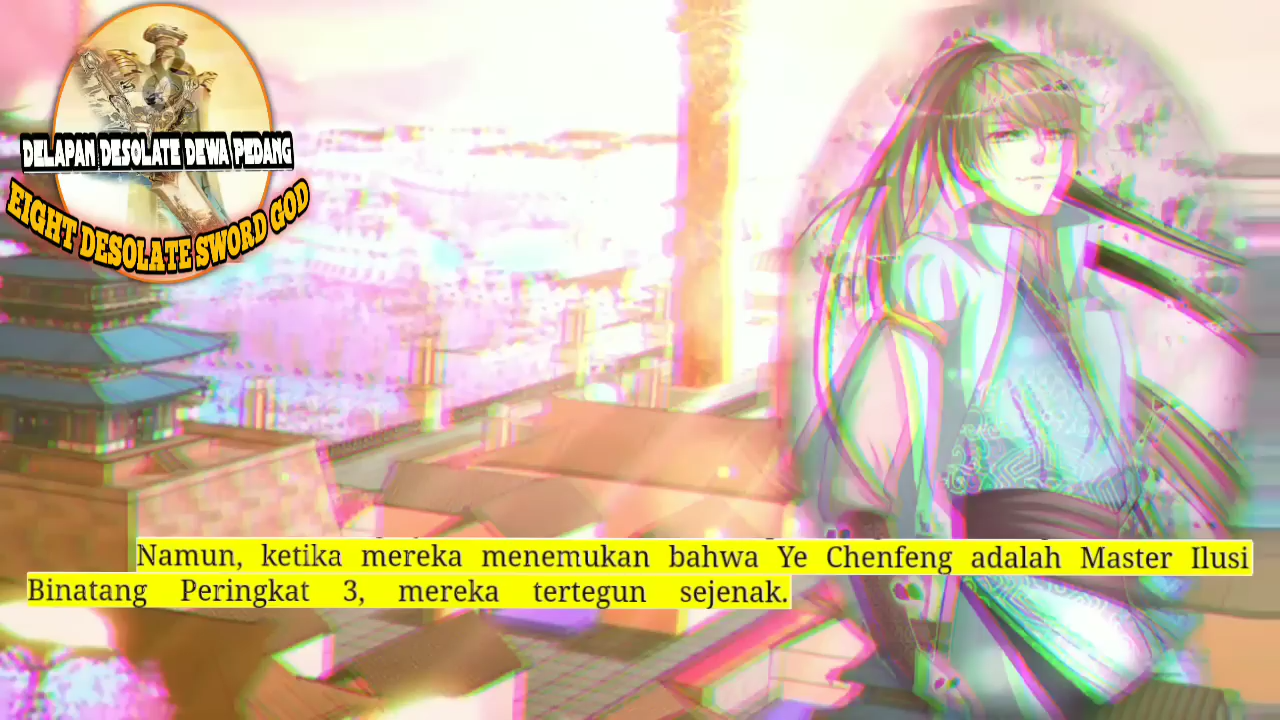 DELAPAN DESOLATE DEWA PEDANG
EIGHT DESOLATE SWORD GOD
Namun, ketika mereka menemukan bahwa Ye Chenfeng adalah Master Ilusi
Binatang Peringkat 3, mereka tertegun sejenak.